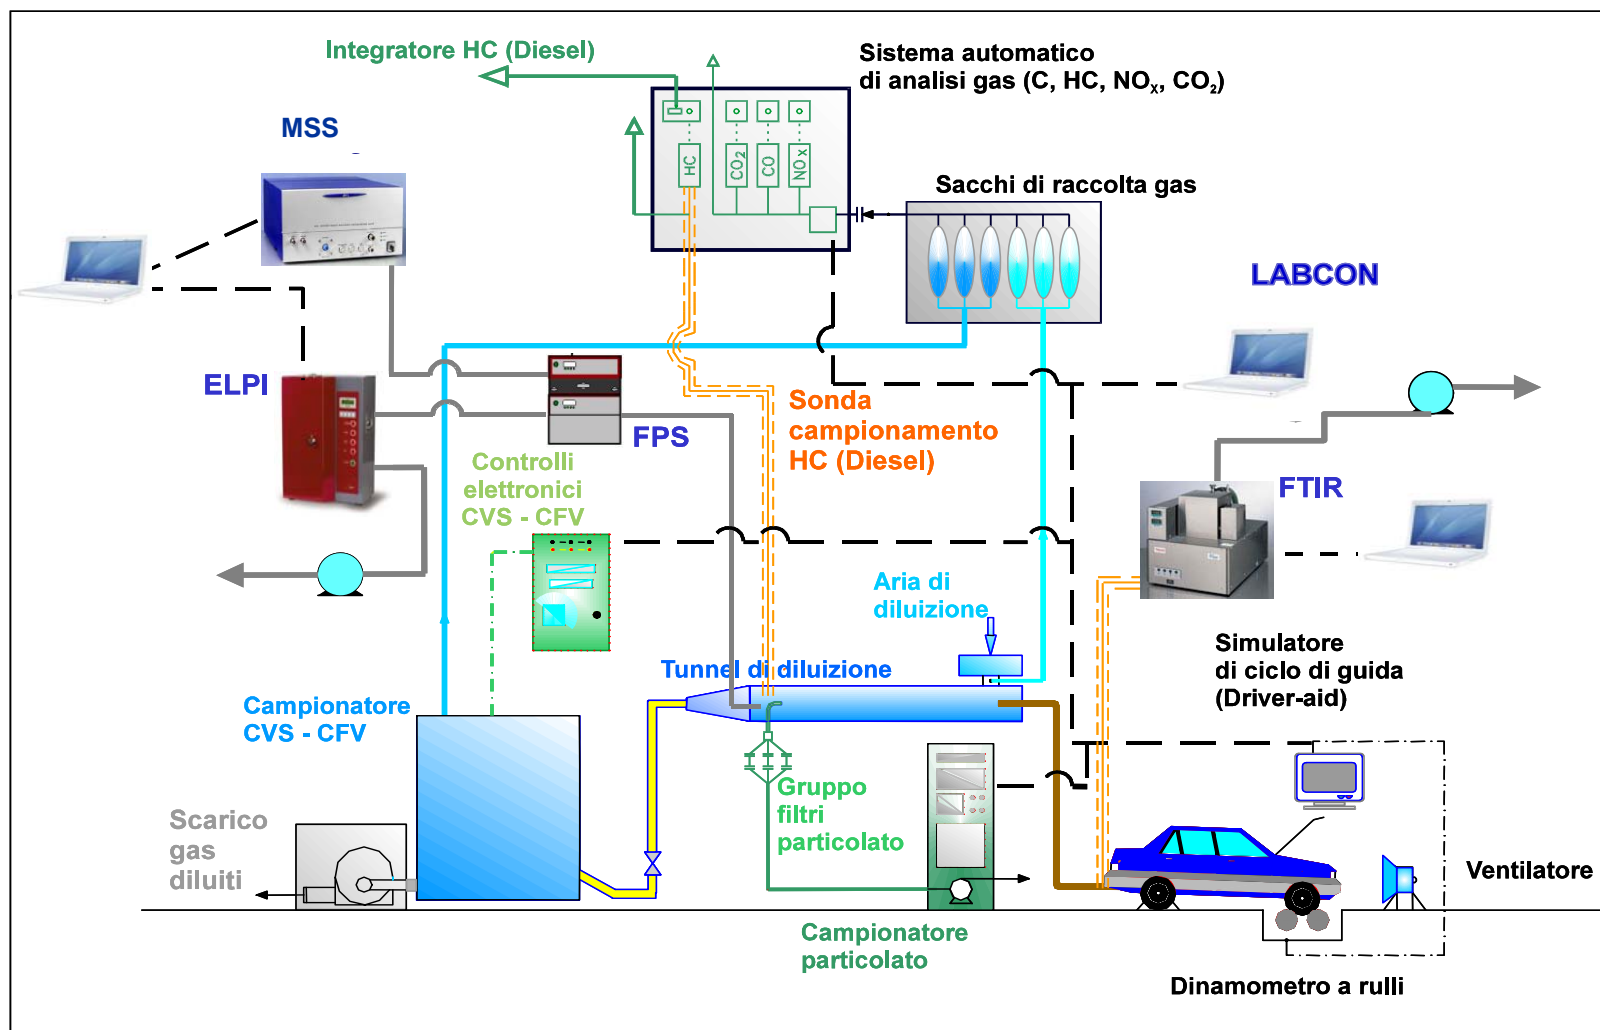 Integratore HC (Diesel)
Sistema automatico
di analisi gas (C, HC, NOx, CO2)
MSS
HC
CO2
CO
NOx
Sacchi di raccolta gas
LABCON
ELPI
FPS
Sonda
campionamento
HC (Diesel)
Controlli
elettronici
CVS - CFV
FTIR
Aria di
diluizione
Tunnel di diluizione
Simulatore
di ciclo di guida
(Driver-aid)
Campionatore
CVS - CFV
Gruppo
filtri
particolato
Scarico
gas
diluiti
Ventilatore
Campionatore
particolato
Dinamometro a rulli